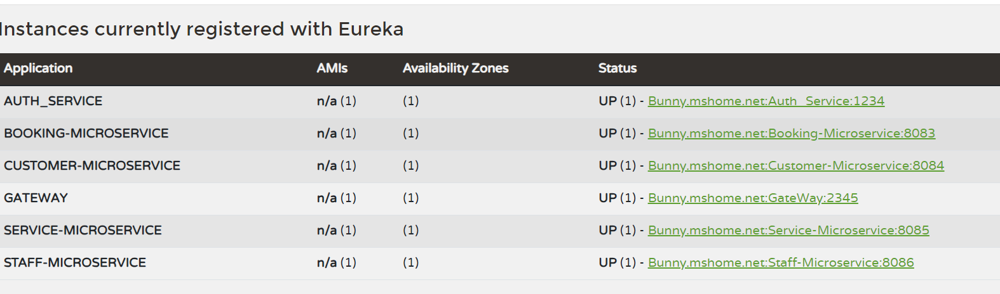 Instances currently registered with Eureka
Application AMIs Availability Zones Status
AUTH_SERVICE n/a (1) (1) UP (1) - Bunny.mshome.net:Auth_Service:1234
BOOKING-MICROSERVICE n/a (1) (1) UP (1) - Bunny.mshome.net:Booking-Microservice:8083
CUSTOMER-MICROSERVICE n/a (1) (1) UP (1) - Bunny.mshome.net:Customer-Microservice:8084
GATEWAY n/a (1) (1) UP (1) - Bunny.mshome.net:GateWay:2345
SERVICE-MICROSERVICE n/a (1) (1) UP (1) - Bunny.mshome.net:Service-Microservice:8085
STAFF-MICROSERVICE n/a (1) (1) UP (1) - Bunny.mshome.net:Staff-Microservice:8086